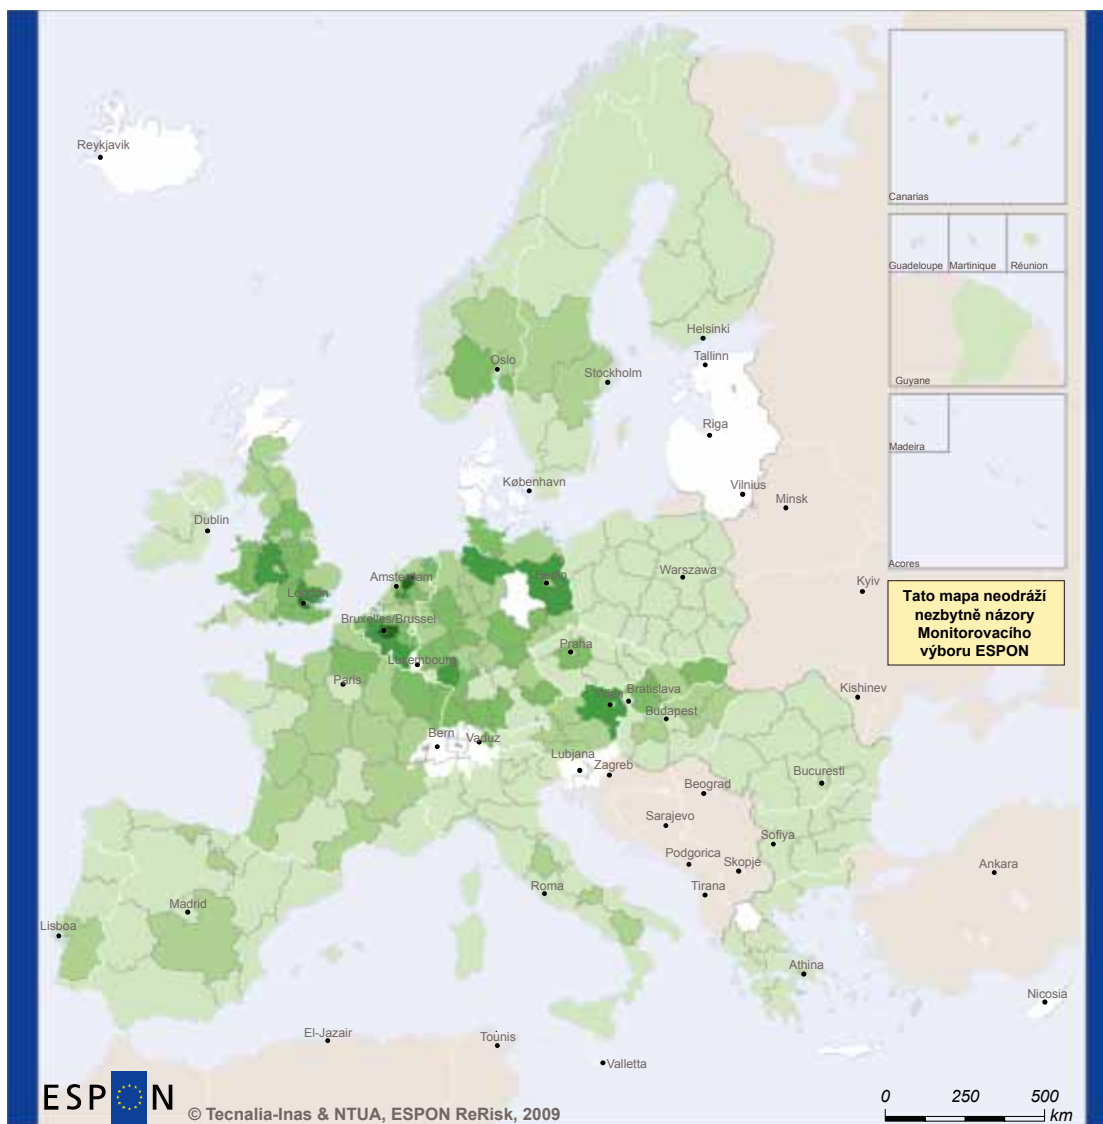 Reykjavik
Canarias
Guadeloupe
Martinique
Réunion
Guyane
Madeira
Acores
Helsinki
Tallinn
Oslo
Stockholm
Riga
København
Vilnius
Minsk
Dublin
Amsterdam
Berlin
Warszawa
Kyiv
London
Bruxelles/Brussel
Tato mapa neodráží
nezbytně názory
Monitorovacího
výboru ESPON
Luxembourg
Praha
Paris
Bratislava
Kishinev
Budapest
Bern
Vaduz
Lubjana
Zagreb
Bucuresti
Beograd
Sarajevo
Sofiya
Podgorica
Skopje
Ankara
Tirana
Roma
Madrid
Lisboa
Athina
Nicosia
El-Jazair
Tounis
Valletta
ESPON
© Tecnalia-Inas & NTUA, ESPON ReRisk, 2009
0 250 500
km